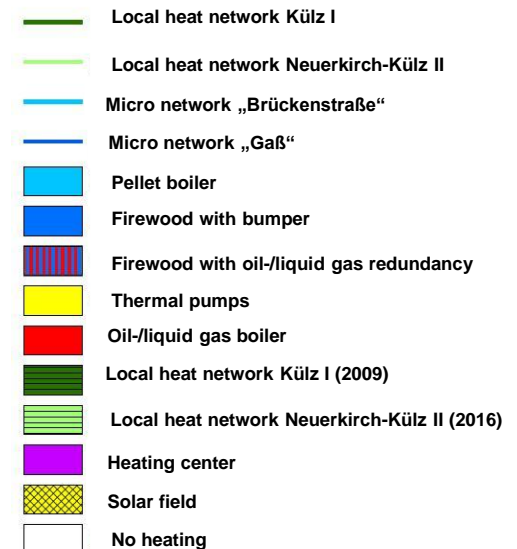 Local heat network Külz I
Local heat network Neuerkirch-Külz II
Micro network „Brückenstraße“
Micro network „Gaß“
Pellet boiler
Firewood with bumper
Firewood with oil-/liquid gas redundancy
Thermal pumps
Oil-/liquid gas boiler
Local heat network Külz I (2009)
Local heat network Neuerkirch-Külz II (2016)
Heating center
Solar field
No heating